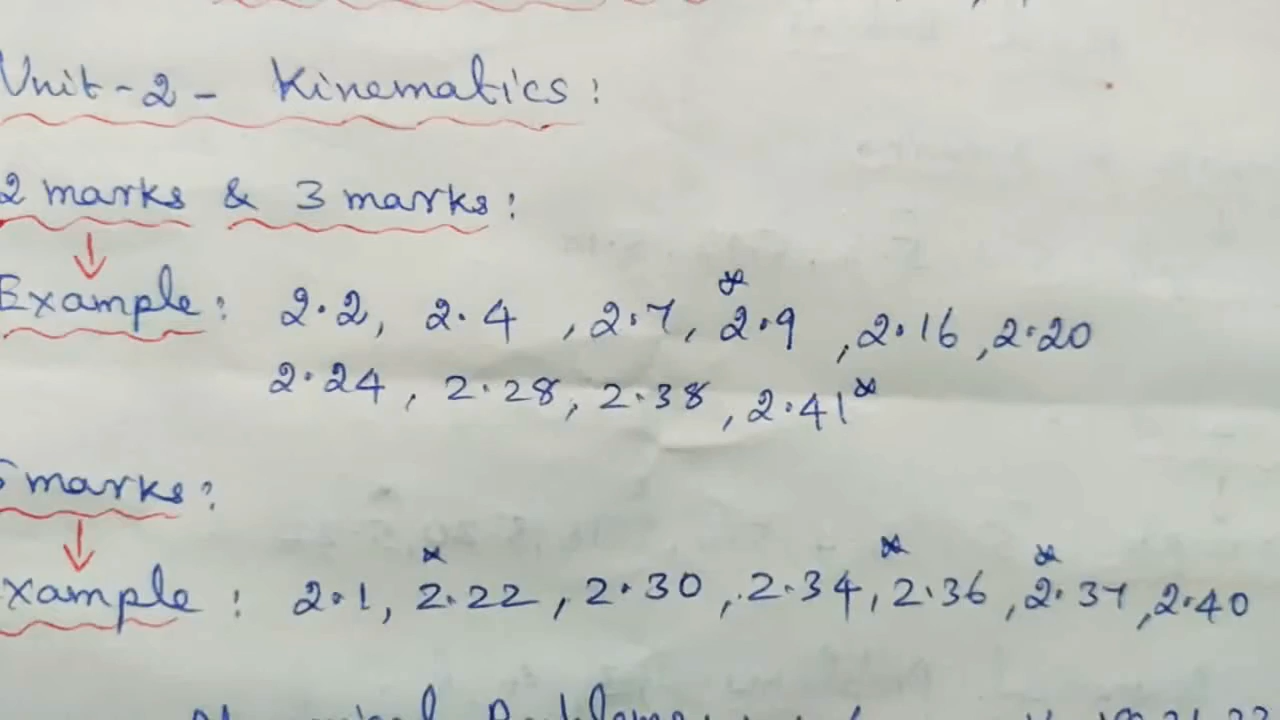 Unit-2- Kinematics:
2 marks & 3 marks:
Example: 2.2, 2.4, 2.7, 2.9, 2.16, 2.20
2.24, 2.28, 2.38, 2.41*
5 marks:
Example: 2.1, 2.22, 2.30, 2.34, 2.36, 2.37, 2.40